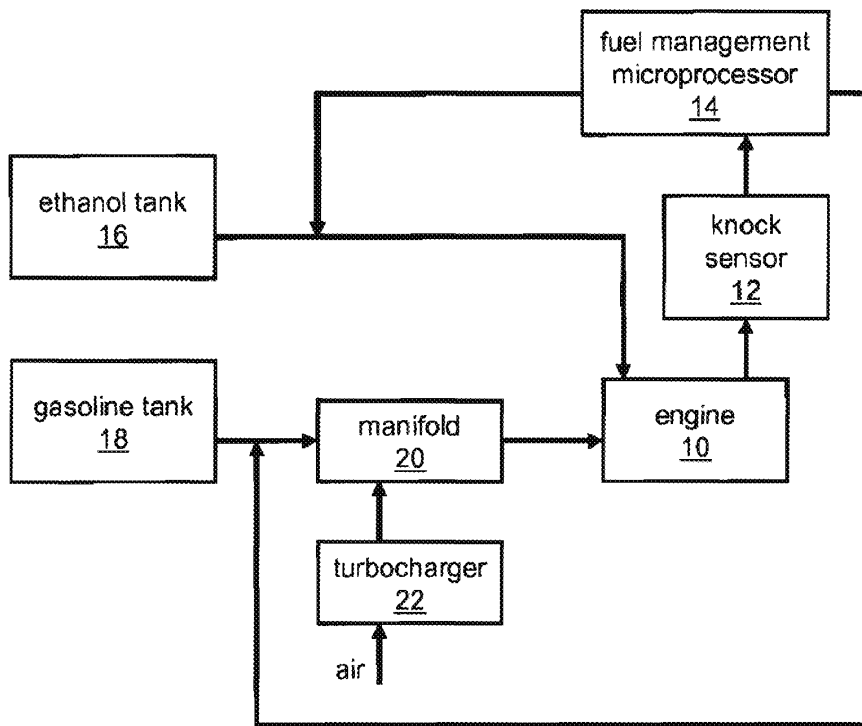 fuel management
microprocessor
14
ethanol tank
16
knock
sensor
12
gasoline tank
18
manifold
20
engine
10
turbocharger
22
air